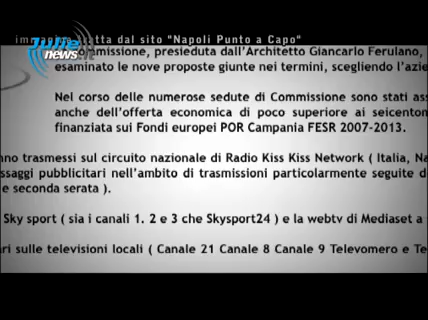 immagine tratta dal sito "Napoli Punto a Capo"
Julie
news.it
Commissione, presieduta dall'Architetto Giancarlo Ferulano,
esaminato le nove proposte giunte nei termini, scegliendo l'azie
Nel corso delle numerose sedute di Commissione sono stati ass
anche dell'offerta economica di poco superiore ai seicentom
finanziata sui Fondi europei POR Campania FESR 2007-2013.
nno trasmessi sul circuito nazionale di Radio Kiss Kiss Network ( Italia, Na
ssaggi pubblicitari nell'ambito di trasmissioni particolarmente seguite d
e seconda serata ).
Sky sport ( sia i canali 1. 2 e 3 che Skysport24 ) e la webtv di Mediaset a
ri sulle televisioni locali ( Canale 21 Canale 8 Canale 9 Televomero e Te